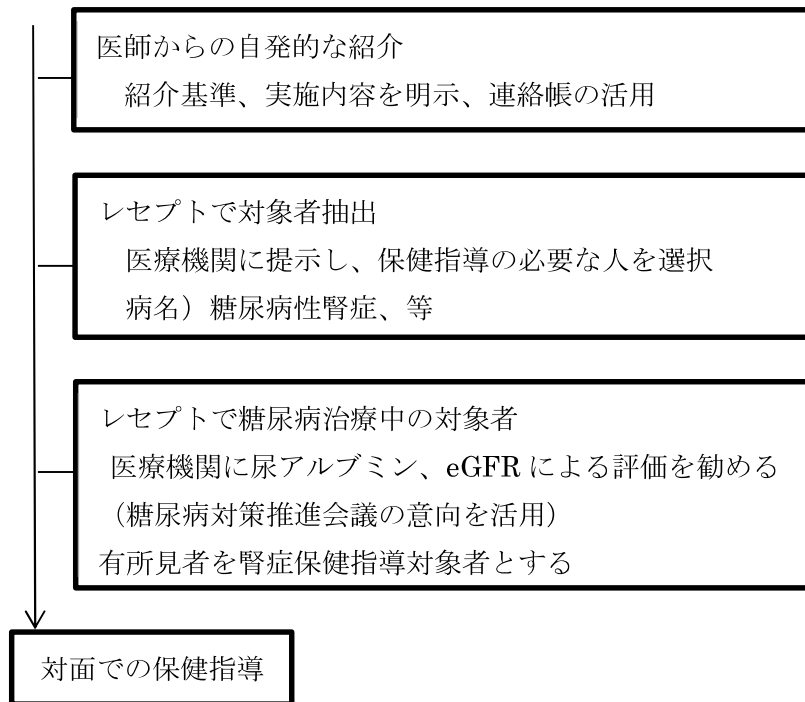 医師からの自発的な紹介
紹介基準、実施内容を明示、連絡帳の活用
レセプトで対象者抽出
医療機関に提示し、保健指導の必要な人を選択
病名）糖尿病性腎症、等
レセプトで糖尿病治療中の対象者
医療機関に尿アルブミン、eGFR による評価を勧める
（糖尿病対策推進会議の意向を活用）
有所見者を腎症保健指導対象者とする
対面での保健指導